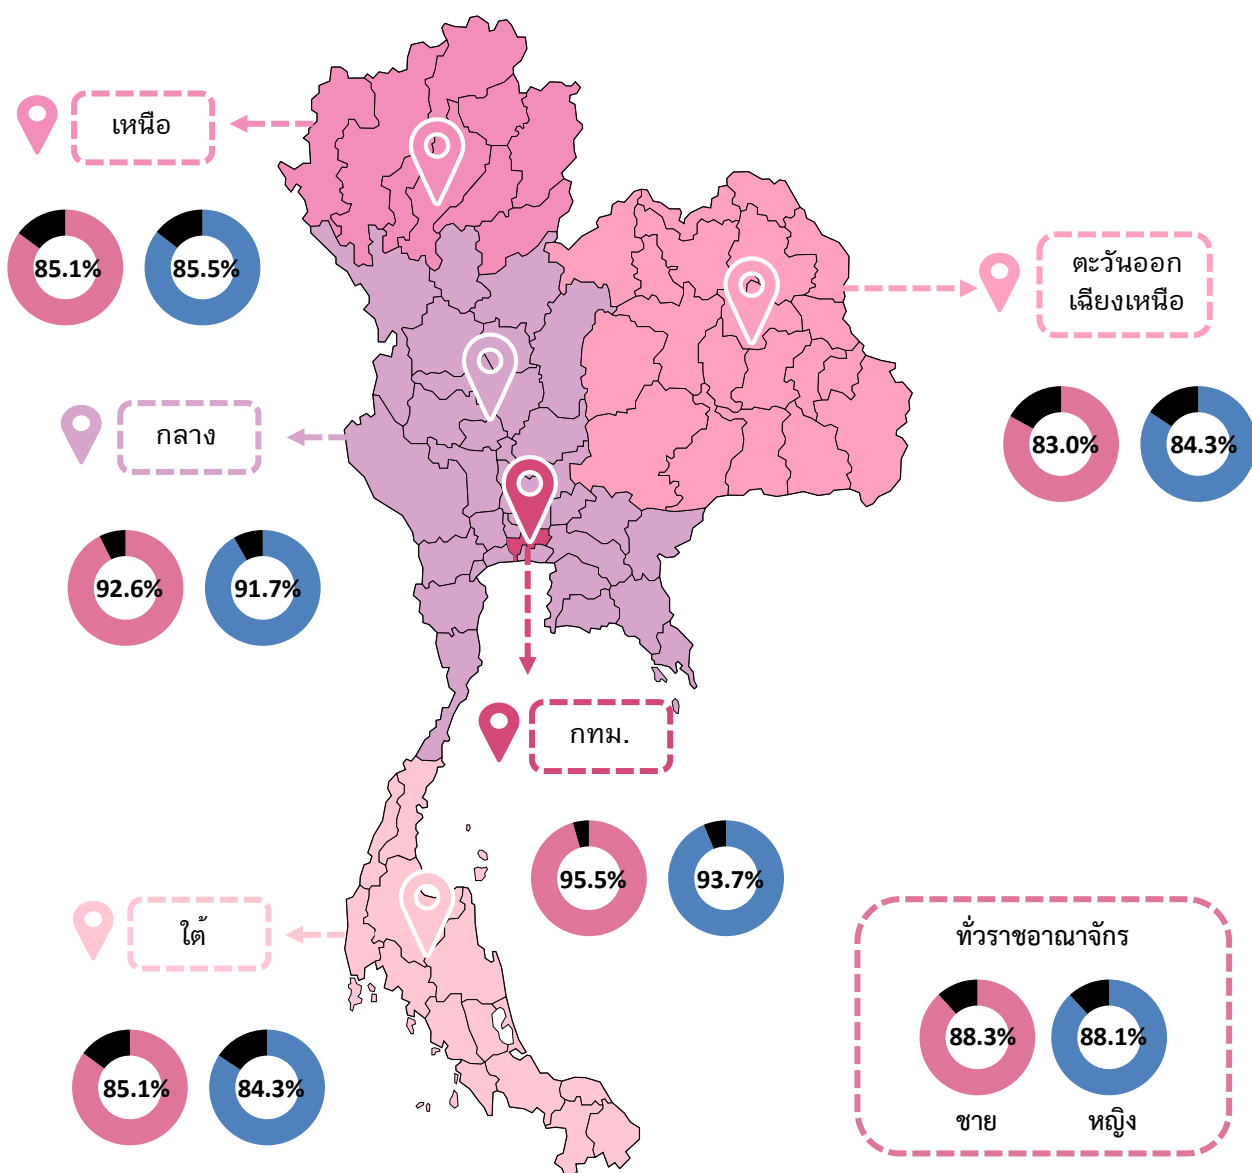 เหนือ
85.1%
85.5%
ตะวันออก
เฉียงเหนือ
83.0%
84.3%
กลาง
92.6%
91.7%
กทม.
95.5%
93.7%
ใต้
85.1%
84.3%
ทั่วราชอาณาจักร
88.3%
88.1%
ชาย
หญิง